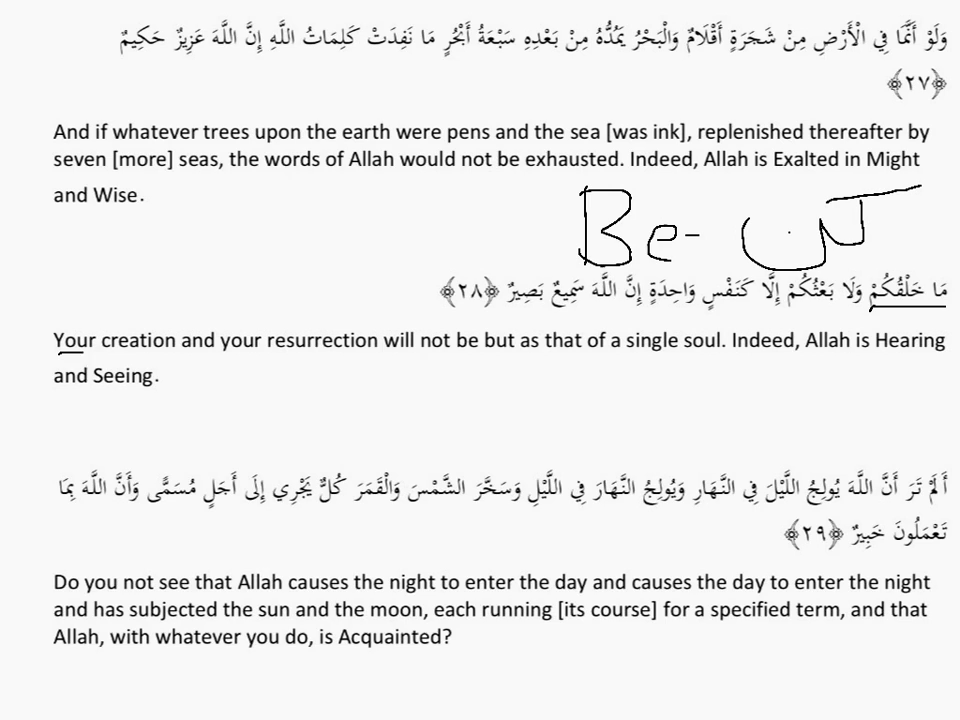 وَلَوْ أَنَّمَا فِي الْأَرْضِ مِنْ شَجَرَةٍ أَقْلَامٌ وَالْبَحْرُ يَمُدُّهُ مِنْ بَعْدِهِ سَبْعَةُ أَبْحُرٍ مَا نَفِدَتْ كَلِمَاتُ اللَّهِ إِنَّ اللَّهَ عَزِيزٌ حَكِيمٌ
﴿٢٧﴾
And if whatever trees upon the earth were pens and the sea [was ink], replenished thereafter by
seven [more] seas, the words of Allah would not be exhausted. Indeed, Allah is Exalted in Might
and Wise.
Be- كن
مَا خَلْقُكُمْ وَلَا بَعْثُكُمْ إِلَّا كَنَفْسٍ وَاحِدَةٍ إِنَّ اللَّهَ سَمِيعٌ بَصِيرٌ ﴿٢٨﴾
Your creation and your resurrection will not be but as that of a single soul. Indeed, Allah is Hearing
and Seeing.
أَلَمْ تَرَ أَنَّ اللَّهَ يُولِجُ اللَّيْلَ فِي النَّهَارِ وَيُولِجُ النَّهَارَ فِي اللَّيْلِ وَسَخَّرَ الشَّمْسَ وَالْقَمَرَ كُلٌّ يَجْرِي إِلَى أَجَلٍ مُسَمًّى وَأَنَّ اللَّهَ بِمَا
تَعْمَلُونَ خَبِيرٌ ﴿٢٩﴾
Do you not see that Allah causes the night to enter the day and causes the day to enter the night
and has subjected the sun and the moon, each running [its course] for a specified term, and that
Allah, with whatever you do, is Acquainted?